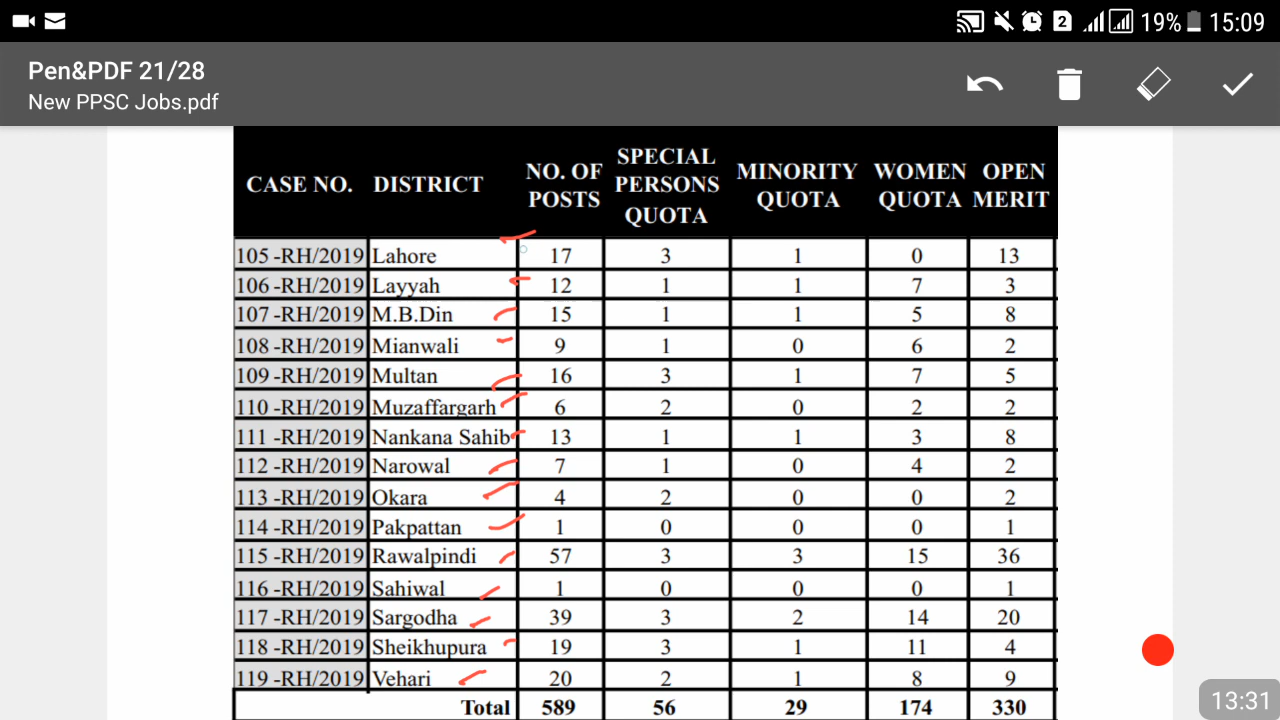 2 19% 15:09
Pen&PDF 21/28
New PPSC Jobs.pdf
CASE NO. DISTRICT NO. OF POSTS SPECIAL PERSONS QUOTA MINORITY QUOTA WOMEN QUOTA OPEN MERIT
105 -RH/2019 Lahore 17 3 1 0 13
106 -RH/2019 Layyah 12 1 1 7 3
107 -RH/2019 M.B.Din 15 1 1 5 8
108 -RH/2019 Mianwali 9 1 0 6 2
109 -RH/2019 Multan 16 3 1 7 5
110 -RH/2019 Muzaffargarh 6 2 0 2 2
111 -RH/2019 Nankana Sahib 13 1 1 3 8
112 -RH/2019 Narowal 7 1 0 4 2
113 -RH/2019 Okara 4 2 0 0 2
114 -RH/2019 Pakpattan 1 0 0 0 1
115 -RH/2019 Rawalpindi 57 3 3 15 36
116 -RH/2019 Sahiwal 1 0 0 0 1
117 -RH/2019 Sargodha 39 3 2 14 20
118 -RH/2019 Sheikhupura 19 3 1 11 4
119 -RH/2019 Vehari 20 2 1 8 9
Total 589 56 29 174 330
13:31